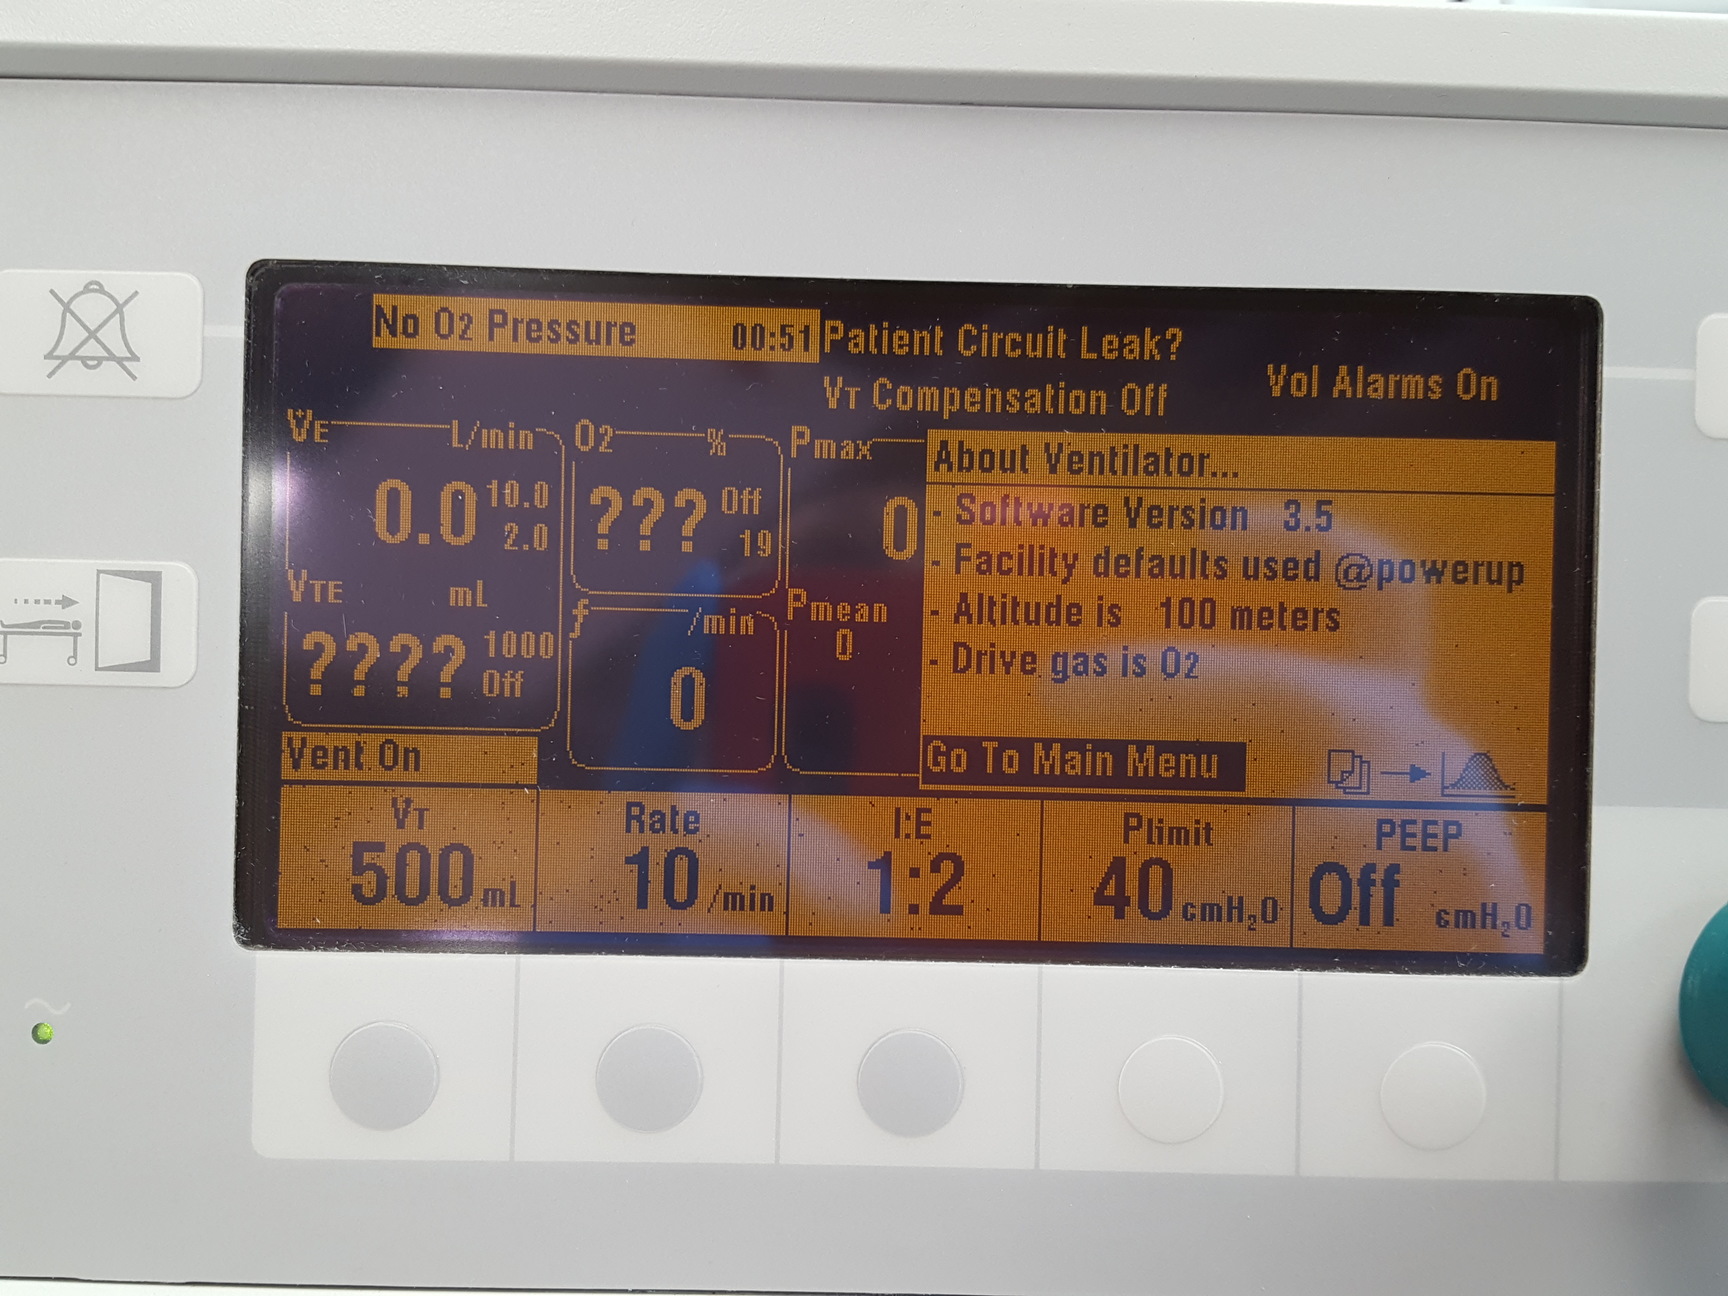 No O2 Pressure 00:51 Patient Circuit Leak?
VT Compensation Off Vol Alarms On
V̇E L/min O2 % Pmax
0.0 10.0 2.0 ??? Off 19 0
VTE mL f /min Pmean
???? 1000 Off 0 0
About Ventilator...
- Software Version 3.5
- Facility defaults used @powerup
- Altitude is 100 meters
- Drive gas is O2
Go To Main Menu
Vent On
VT Rate I:E Plimit PEEP
500 mL 10 /min 1:2 40 cmH2O Off cmH2O